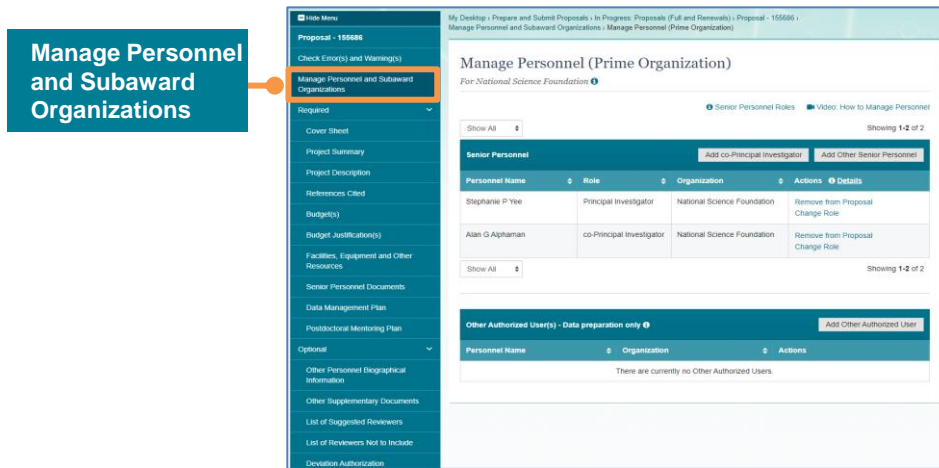 Manage Personnel
and Subaward
Organizations
Hide Menu
Proposal - 155686
Check Error(s) and Warning(s)
Manage Personnel and Subaward
Organizations
Required
Cover Sheet
Project Summary
Project Description
References Cited
Budget(s)
Budget Justification(s)
Facilities, Equipment and Other
Resources
Senior Personnel Documents
Data Management Plan
Postdoctoral Mentoring Plan
Optional
Other Personnel Biographical
Information
Other Supplementary Documents
List of Suggested Reviewers
List of Reviewers Not to Include
Deviation Authorization
My Desktop › Prepare and Submit Proposals › In Progress: Proposals (Full and Renewals) › Proposal - 155686 ›
Manage Personnel and Subaward Organizations › Manage Personnel (Prime Organization)
Manage Personnel (Prime Organization)
For National Science Foundation
Senior Personnel Roles Video: How to Manage Personnel
Show All Showing 1-2 of 2
Senior Personnel Add co-Principal Investigator Add Other Senior Personnel
Personnel Name Role Organization Actions Details
Stephanie P Yee Principal Investigator National Science Foundation Remove from Proposal
Change Role
Alan G Alphaman co-Principal Investigator National Science Foundation Remove from Proposal
Change Role
Show All Showing 1-2 of 2
Other Authorized User(s) - Data preparation only Add Other Authorized User
Personnel Name Organization Actions
There are currently no Other Authorized Users.